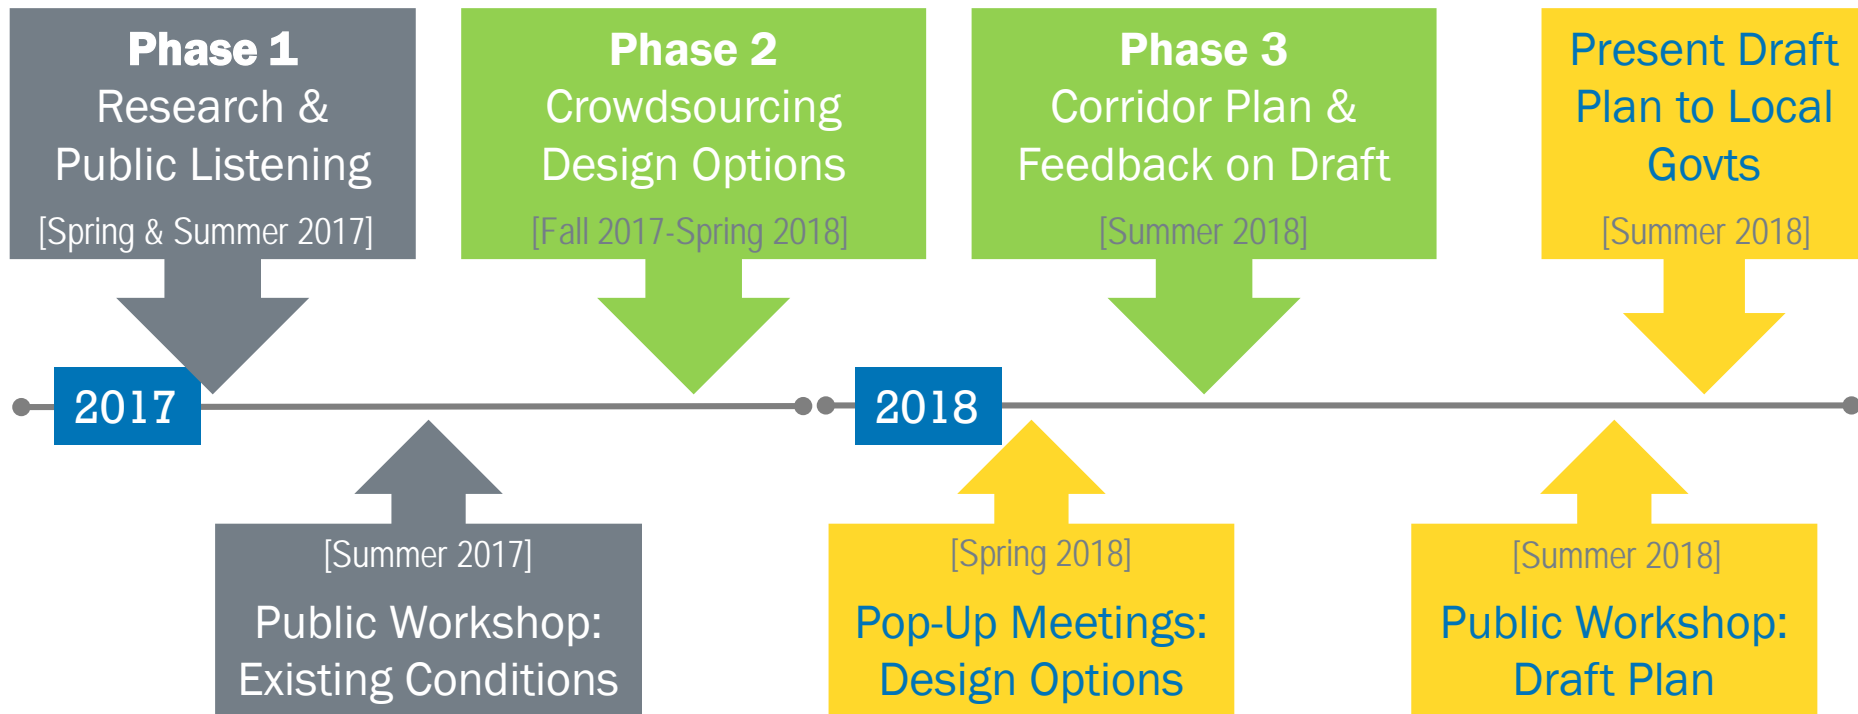 Phase 1
Research &
Public Listening
[Spring & Summer 2017]
Phase 2
Crowdsourcing
Design Options
[Fall 2017-Spring 2018]
Phase 3
Corridor Plan &
Feedback on Draft
[Summer 2018]
Present Draft
Plan to Local
Govts
[Summer 2018]
2017
2018
[Summer 2017]
Public Workshop:
Existing Conditions
[Spring 2018]
Pop-Up Meetings:
Design Options
[Summer 2018]
Public Workshop:
Draft Plan